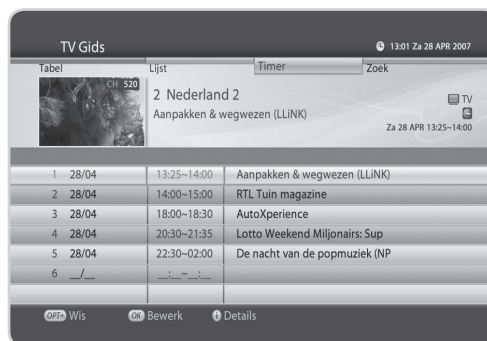 TV Gids
13:01 Za 28 APR 2007
Tabel Lijst Timer Zoek
CH 520
2 Nederland 2
TV
Aanpakken & wegwezen (LLiNK)
Za 28 APR 13:25~14:00
1 28/04 13:25~14:00 Aanpakken & wegwezen (LLiNK)
2 28/04 14:00~15:00 RTL Tuin magazine
3 28/04 18:00~18:30 AutoXperience
4 28/04 20:30~21:35 Lotto Weekend Miljonairs: Sup
5 28/04 22:30~02:00 De nacht van de popmuziek (NP
6 __/__ __:__~__:__
OPT+ Wis OK Bewerk i Details